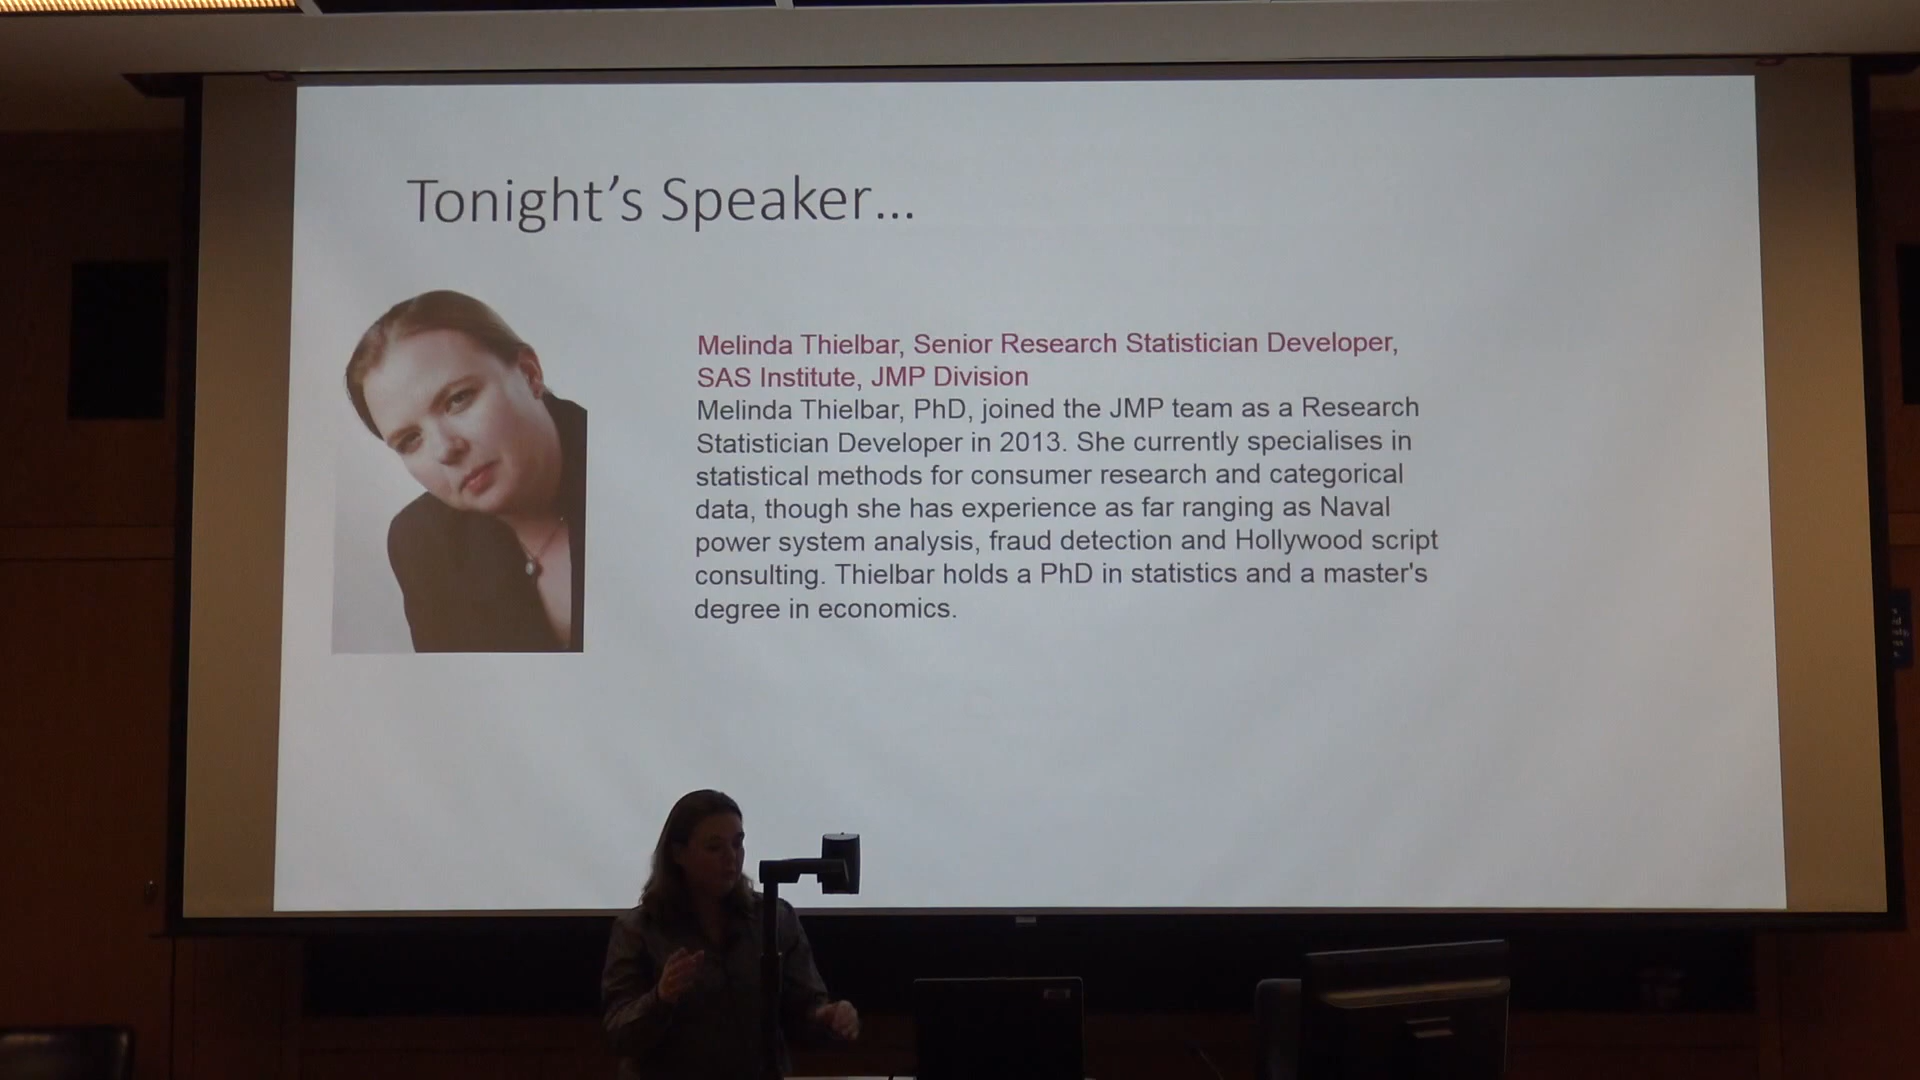 Tonight's Speaker...
Melinda Thielbar, Senior Research Statistician Developer,
SAS Institute, JMP Division
Melinda Thielbar, PhD, joined the JMP team as a Research
Statistician Developer in 2013. She currently specialises in
statistical methods for consumer research and categorical
data, though she has experience as far ranging as Naval
power system analysis, fraud detection and Hollywood script
consulting. Thielbar holds a PhD in statistics and a master's
degree in economics.